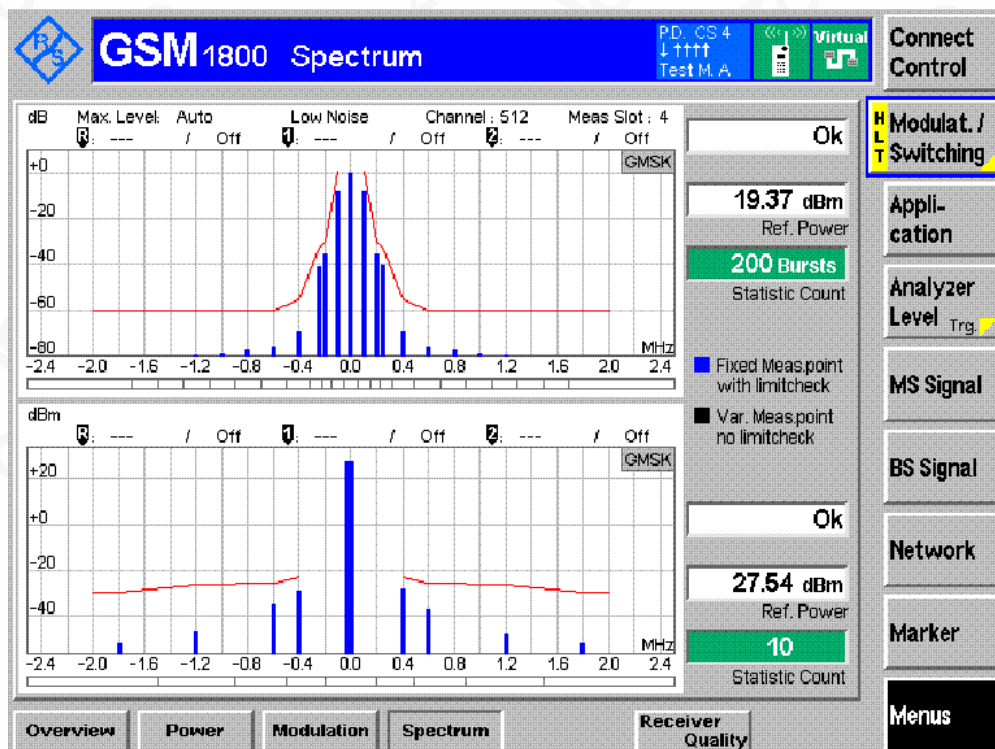 R S
GSM 1800 Spectrum
P.D. CS 4
↓ ↑↑↑↑
Test M. A
Virtual
Connect
Control
H
L
T
Modulat. /
Switching
Appli-
cation
Analyzer
Level Trg.
MS Signal
BS Signal
Network
Marker
Menus
dB Max. Level: Auto Low Noise Channel : 512 Meas Slot : 4
R : --- / Off 1 : --- / Off 2 : --- / Off
GMSK
+0
-20
-40
-60
-80
MHz
-2.4 -2.0 -1.6 -1.2 -0.8 -0.4 0.0 0.4 0.8 1.2 1.6 2.0 2.4
Ok
19.37 dBm
Ref. Power
200 Bursts
Statistic Count
Fixed Meas.point
with limitcheck
Var. Meas.point
no limitcheck
dBm
R : --- / Off 1 : --- / Off 2 : --- / Off
GMSK
+20
+0
-20
-40
MHz
-2.4 -2.0 -1.6 -1.2 -0.8 -0.4 0.0 0.4 0.8 1.2 1.6 2.0 2.4
Ok
27.54 dBm
Ref. Power
10
Statistic Count
Overview Power Modulation Spectrum
Receiver
Quality